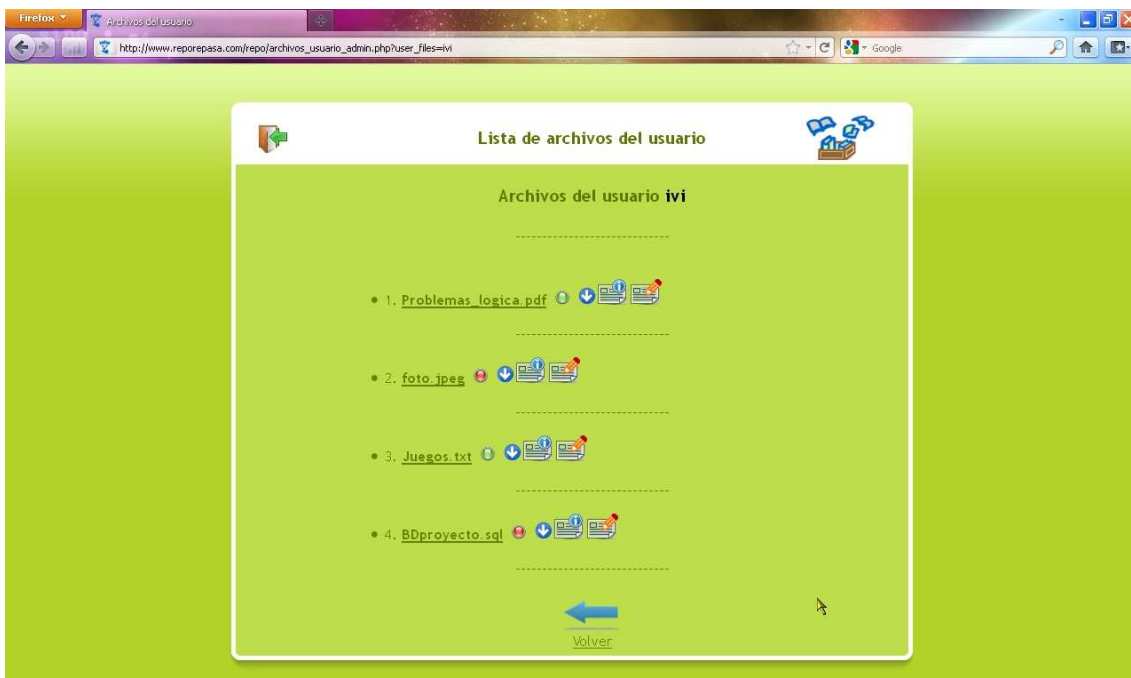 Firefox
Archivos del usuario
http://www.reporepasa.com/repo/archivos_usuario_admin.php?user_files=ivi
Google
Lista de archivos del usuario
Archivos del usuario ivi
----------------------------
• 1. Problemas_logica.pdf
----------------------------
• 2. foto.jpeg
----------------------------
• 3. Juegos.txt
----------------------------
• 4. BDproyecto.sql
----------------------------
Volver